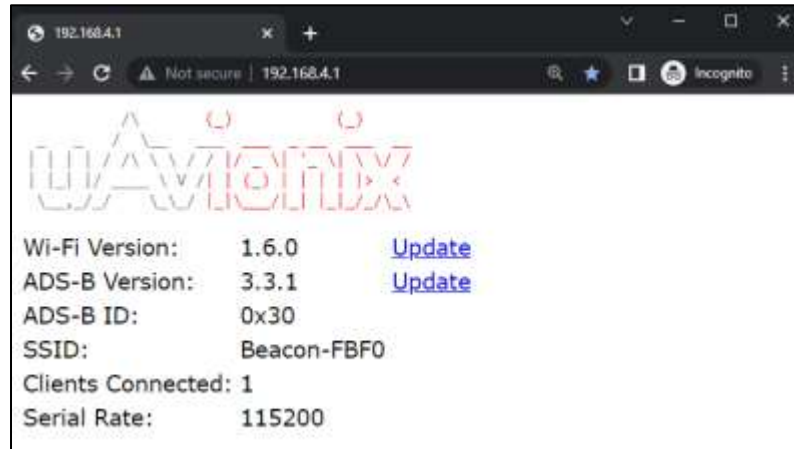 192.168.4.1
Not secure | 192.168.4.1 Incognito
uAvionix
Wi-Fi Version: 1.6.0 Update
ADS-B Version: 3.3.1 Update
ADS-B ID: 0x30
SSID: Beacon-FBF0
Clients Connected: 1
Serial Rate: 115200